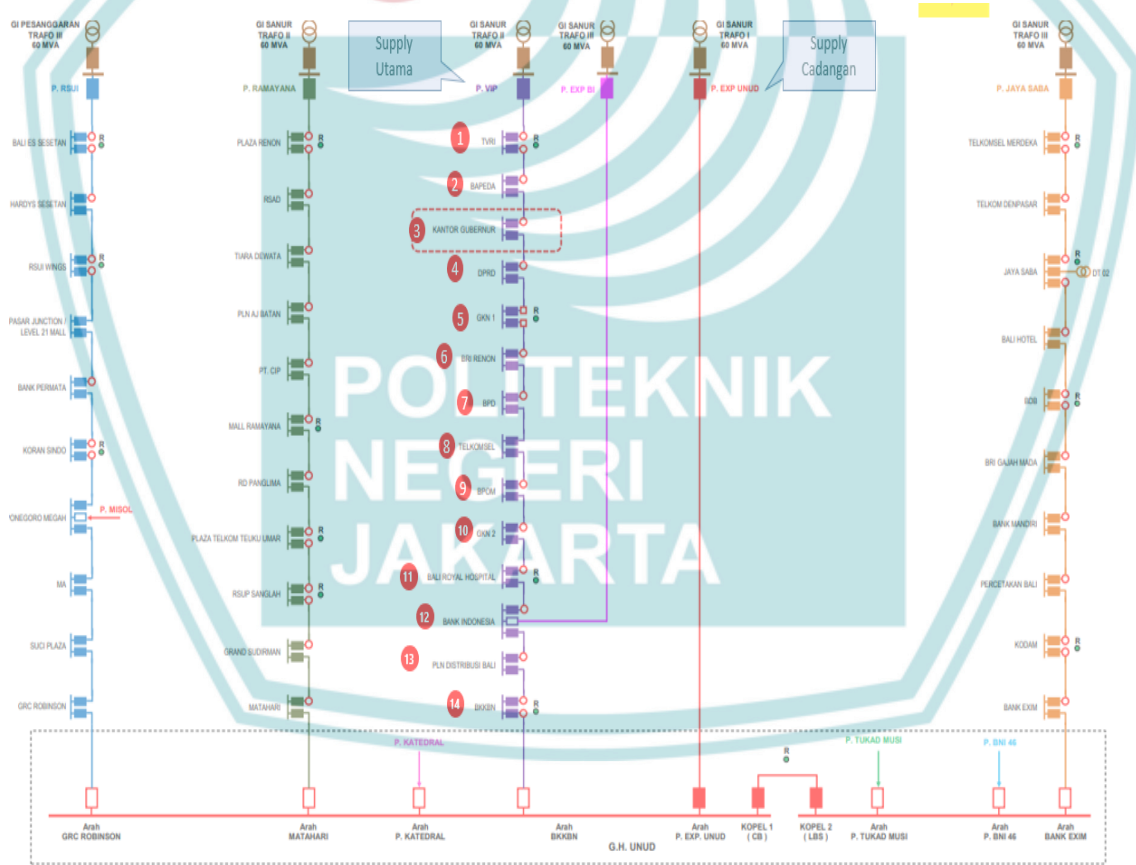 GI PESANGGARAN
TRAFO III
60 MVA
GI SANUR
TRAFO II
60 MVA
Supply
Utama
GI SANUR
TRAFO II
60 MVA
GI SANUR
TRAFO III
60 MVA
GI SANUR
TRAFO I
60 MVA
Supply
Cadangan
GI SANUR
TRAFO III
60 MVA
P. RSUI
P. RAMAYANA
P. VIP
P. EXP BI
P. EXP UNUD
P. JAYA SABA
BALI ES SESETAN
R
HARDYS SESETAN
RSUI WINGS
R
PASAR JUNCTION /
LEVEL 21 MALL
BANK PERMATA
KORAN SINDO
R
PONEGORO MEGAH
P. MISOL
MA
SUCI PLAZA
GRC ROBINSON
PLAZA RENON
R
RSAD
TIARA DEWATA
PLN AJ BATAN
PT. CIP
MALL RAMAYANA
R
RD PANGLIMA
PLAZA TELKOM TEUKU UMAR
R
RSUP SANGLAH
R
GRAND SUDIRMAN
MATAHARI
1
TVRI
R
2
BAPEDA
3
KANTOR GUBERNUR
4
DPRD
5
GKN 1
R
6
BRI RENON
7
BPD
8
TELKOMSEL
9
BPOM
10
GKN 2
11
BALI ROYAL HOSPITAL
R
12
BANK INDONESIA
13
PLN DISTRIBUSI BALI
14
BKKBN
R
TELKOMSEL MERDEKA
R
TELKOM DENPASAR
JAYA SABA
R
DT 02
BALI HOTEL
BDB
R
BRI GAJAH MADA
BANK MANDIRI
PERCETAKAN BALI
KODAM
R
BANK EXIM
POLITEKNIK
NEGERI
JAKARTA
P. KATEDRAL
R
P. TUKAD MUSI
P. BNI 46
Arah
GRC ROBINSON
Arah
MATAHARI
Arah
P. KATEDRAL
Arah
BKKBN
Arah
P. EXP. UNUD
KOPEL 1
( CB )
KOPEL 2
( LBS )
Arah
P. TUKAD MUSI
Arah
P. BNI 46
Arah
BANK EXIM
G.H. UNUD